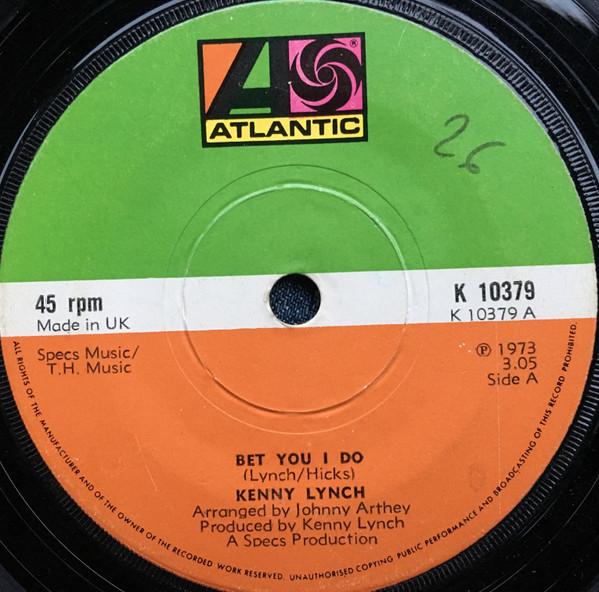 ATLANTIC
26
45 rpm
Made in UK
K 10379
K 10379 A
Specs Music/
T.H. Music
℗ 1973
3.05
Side A
BET YOU I DO
(Lynch/Hicks)
KENNY LYNCH
Arranged by Johnny Arthey
Produced by Kenny Lynch
A Specs Production
ALL RIGHTS OF THE MANUFACTURER AND OF THE OWNER OF THE RECORDED WORK RESERVED. UNAUTHORISED COPYING PUBLIC PERFORMANCE AND BROADCASTING OF THIS RECORD PROHIBITED.